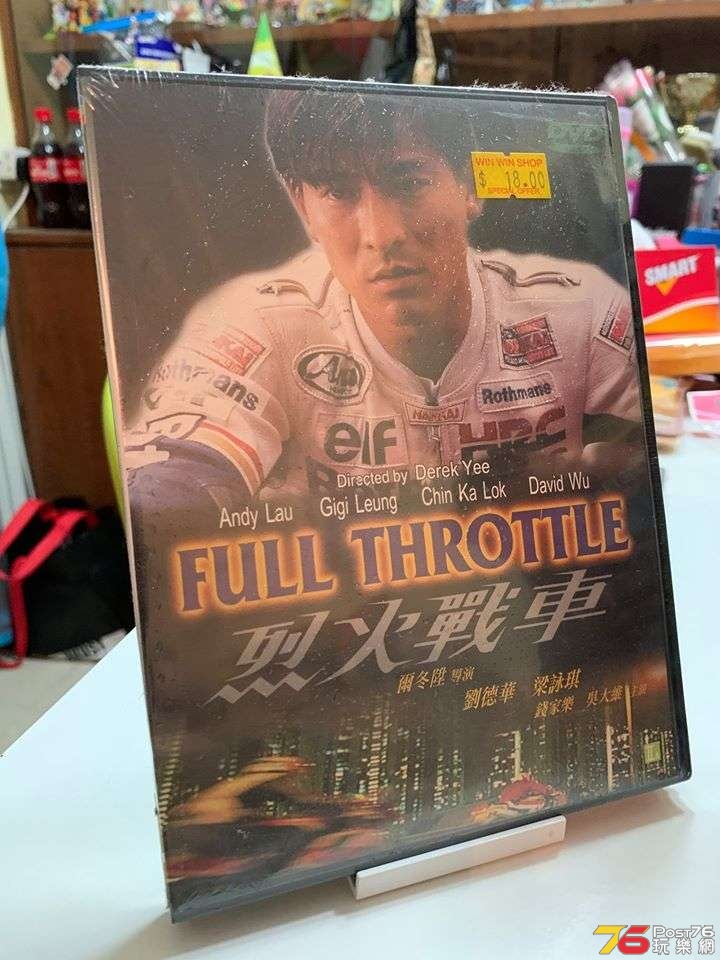 WIN WIN SHOP
$ 18.00
SPECIAL OFFER
SMART
Rothmans
Rothmans
NANKAI
elf
HRC
Directed by Derek Yee
Andy Lau Gigi Leung Chin Ka Lok David Wu
FULL THROTTLE
烈火戰車
爾冬陞 導演
劉德華 梁詠琪
錢家樂 吳大維 主演
76 Post76
玩樂網